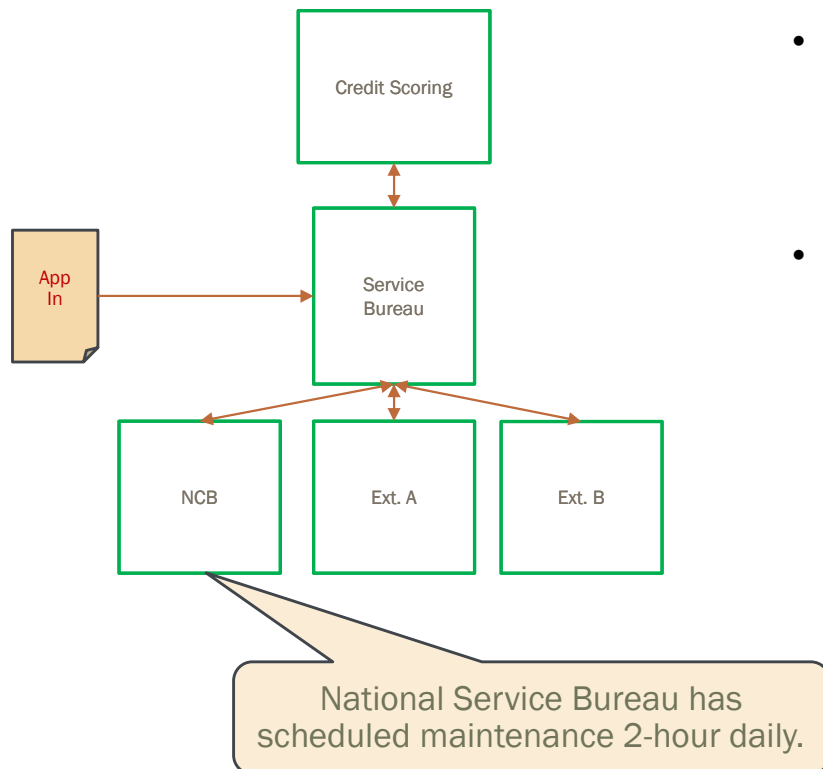 Credit Scoring
App
In
Service
Bureau
NCB
Ext. A
Ext. B
National Service Bureau has
scheduled maintenance 2-hour daily.